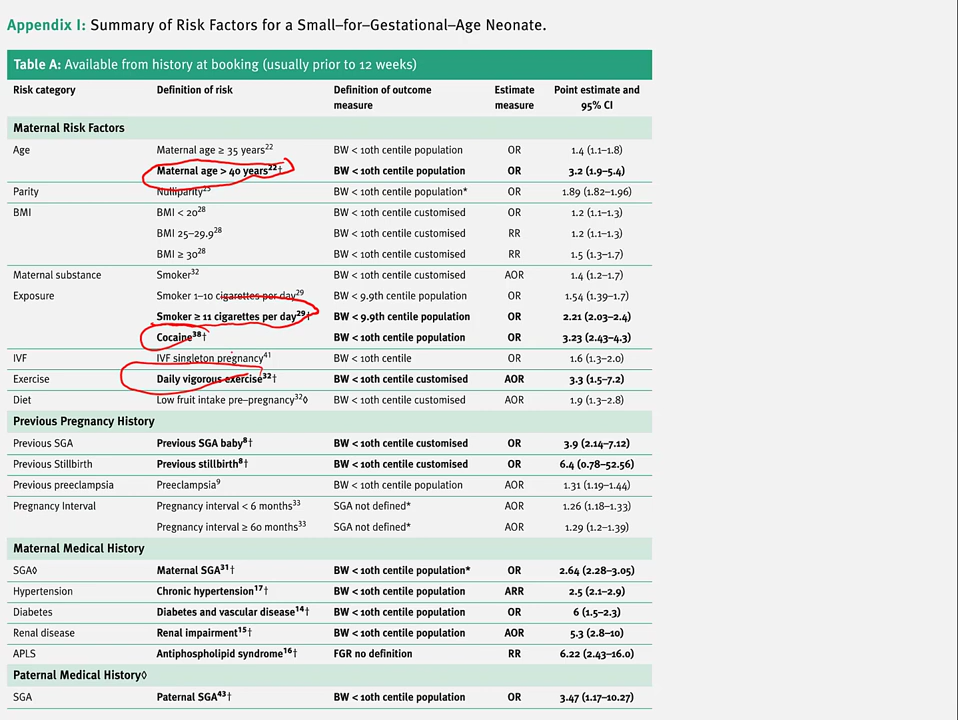 Appendix I: Summary of Risk Factors for a Small–for–Gestational–Age Neonate.
Table A: Available from history at booking (usually prior to 12 weeks)
Risk category Definition of risk Definition of outcome measure Estimate measure Point estimate and 95% CI
Maternal Risk Factors
Age Maternal age ≥ 35 years²² BW < 10th centile population OR 1.4 (1.1–1.8)
Maternal age > 40 years²²† BW < 10th centile population OR 3.2 (1.9–5.4)
Parity Nulliparity²³ BW < 10th centile population* OR 1.89 (1.82–1.96)
BMI BMI < 20²⁸ BW < 10th centile customised OR 1.2 (1.1–1.3)
BMI 25–29.9²⁸ BW < 10th centile customised RR 1.2 (1.1–1.3)
BMI ≥ 30²⁸ BW < 10th centile customised RR 1.5 (1.3–1.7)
Maternal substance Smoker³² BW < 10th centile customised AOR 1.4 (1.2–1.7)
Exposure Smoker 1–10 cigarettes per day²⁹ BW < 9.9th centile population OR 1.54 (1.39–1.7)
Smoker ≥ 11 cigarettes per day²⁹† BW < 9.9th centile population OR 2.21 (2.03–2.4)
Cocaine³⁸† BW < 10th centile population OR 3.23 (2.43–4.3)
IVF IVF singleton pregnancy⁴¹ BW < 10th centile OR 1.6 (1.3–2.0)
Exercise Daily vigorous exercise³²† BW < 10th centile customised AOR 3.3 (1.5–7.2)
Diet Low fruit intake pre–pregnancy³²◊ BW < 10th centile customised AOR 1.9 (1.3–2.8)
Previous Pregnancy History
Previous SGA Previous SGA baby⁸† BW < 10th centile customised OR 3.9 (2.14–7.12)
Previous Stillbirth Previous stillbirth⁸† BW < 10th centile customised OR 6.4 (0.78–52.56)
Previous preeclampsia Preeclampsia⁹ BW < 10th centile population AOR 1.31 (1.19–1.44)
Pregnancy Interval Pregnancy interval < 6 months³³ SGA not defined* AOR 1.26 (1.18–1.33)
Pregnancy interval ≥ 60 months³³ SGA not defined* AOR 1.29 (1.2–1.39)
Maternal Medical History
SGA◊ Maternal SGA³¹† BW < 10th centile population* OR 2.64 (2.28–3.05)
Hypertension Chronic hypertension¹⁷† BW < 10th centile population ARR 2.5 (2.1–2.9)
Diabetes Diabetes and vascular disease¹⁴† BW < 10th centile population OR 6 (1.5–2.3)
Renal disease Renal impairment¹⁵† BW < 10th centile population AOR 5.3 (2.8–10)
APLS Antiphospholipid syndrome¹⁶† FGR no definition RR 6.22 (2.43–16.0)
Paternal Medical History◊
SGA Paternal SGA⁴³† BW < 10th centile population OR 3.47 (1.17–10.27)